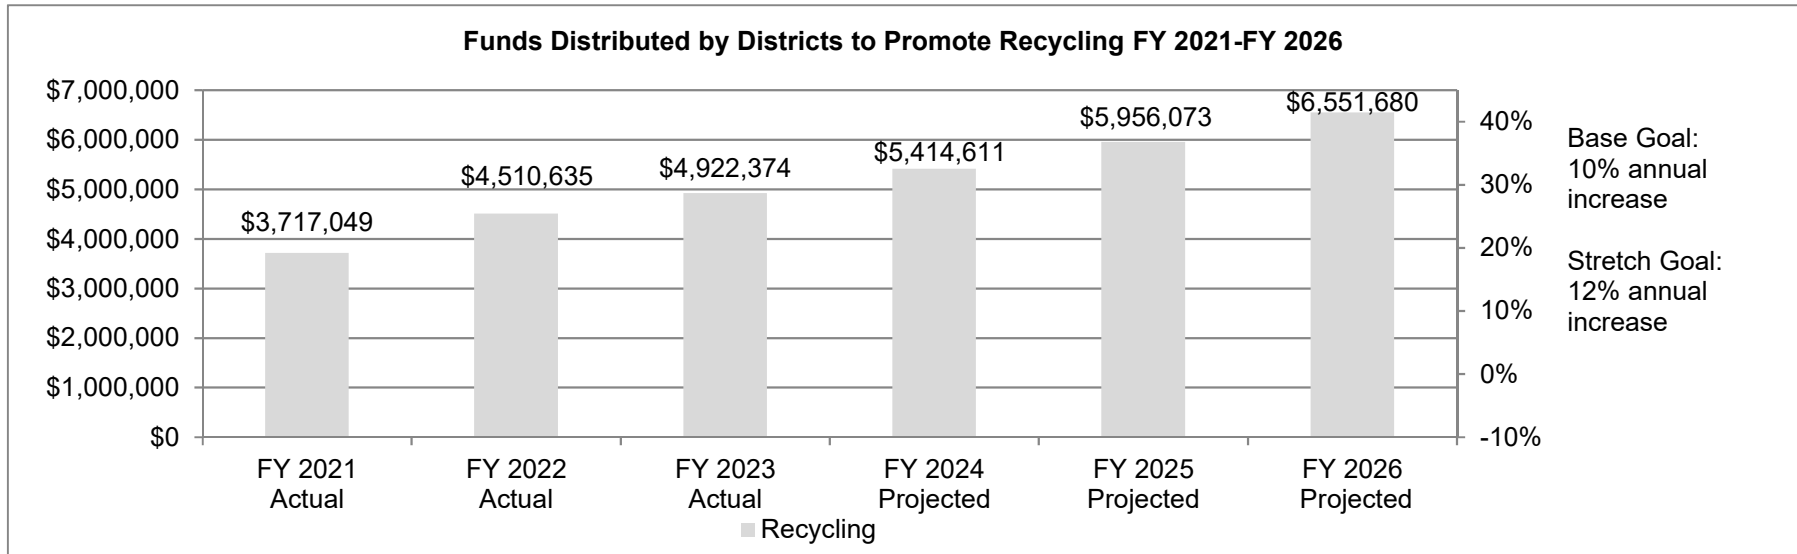 Funds Distributed by Districts to Promote Recycling FY 2021-FY 2026
$7,000,000
$6,000,000
$5,000,000
$4,000,000
$3,000,000
$2,000,000
$1,000,000
$0
$3,717,049
$4,510,635
$4,922,374
$5,414,611
$5,956,073
$6,551,680
40%
30%
20%
10%
0%
-10%
Base Goal:
10% annual
increase
Stretch Goal:
12% annual
increase
FY 2021
Actual
FY 2022
Actual
FY 2023
Actual
FY 2024
Projected
FY 2025
Projected
FY 2026
Projected
Recycling